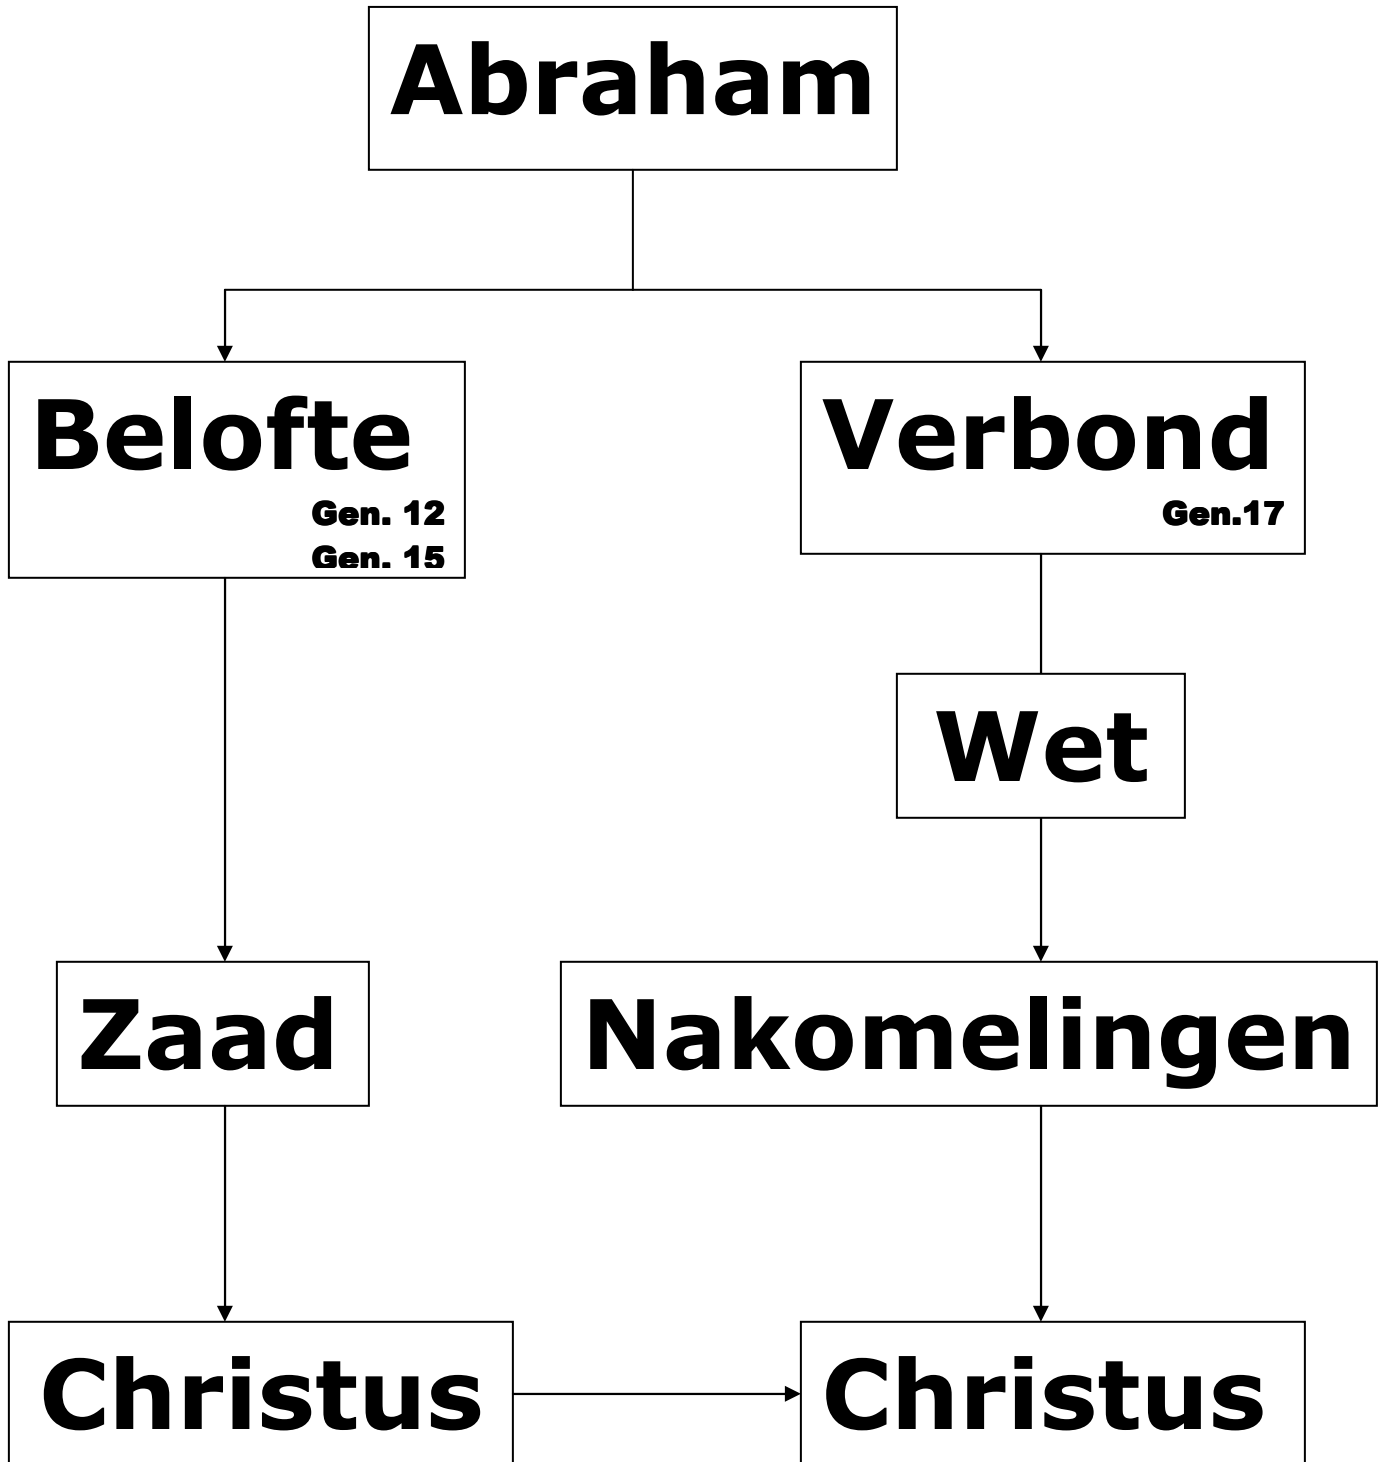 Abraham
Belofte
Gen. 12
Gen. 15
Verbond
Gen.17
Wet
Zaad
Nakomelingen
Christus
Christus